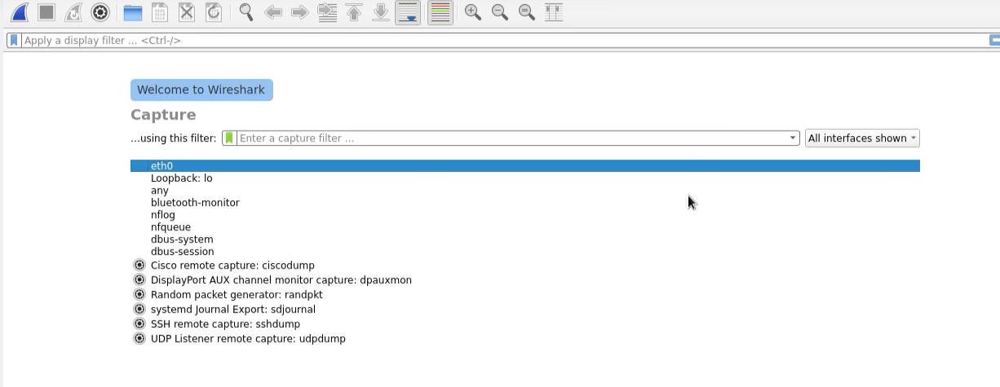 Apply a display filter ... <Ctrl-/>
Welcome to Wireshark
Capture
...using this filter: Enter a capture filter ... All interfaces shown
eth0
Loopback: lo
any
bluetooth-monitor
nflog
nfqueue
dbus-system
dbus-session
Cisco remote capture: ciscodump
DisplayPort AUX channel monitor capture: dpauxmon
Random packet generator: randpkt
systemd Journal Export: sdjournal
SSH remote capture: sshdump
UDP Listener remote capture: udpdump